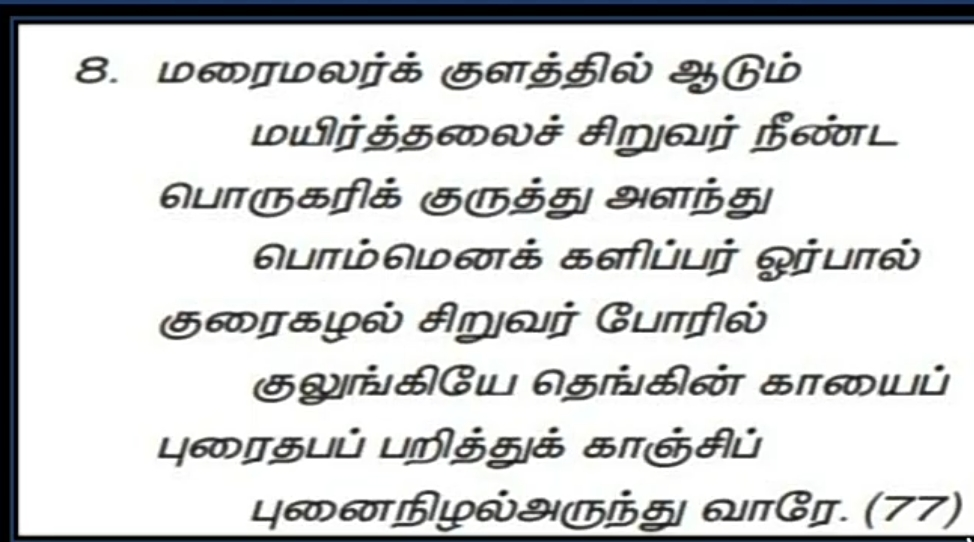 8. மரைமலர்க் குளத்தில் ஆடும்
மயிர்த்தலைச் சிறுவர் நீண்ட
பொருகரிக் குருத்து அளந்து
பொம்மெனக் களிப்பர் ஓர்பால்
குரைகழல் சிறுவர் போரில்
குலுங்கியே தெங்கின் காயைப்
புரைதபப் பறித்துக் காஞ்சிப்
புனைநிழல்அருந்து வாரே. (77)